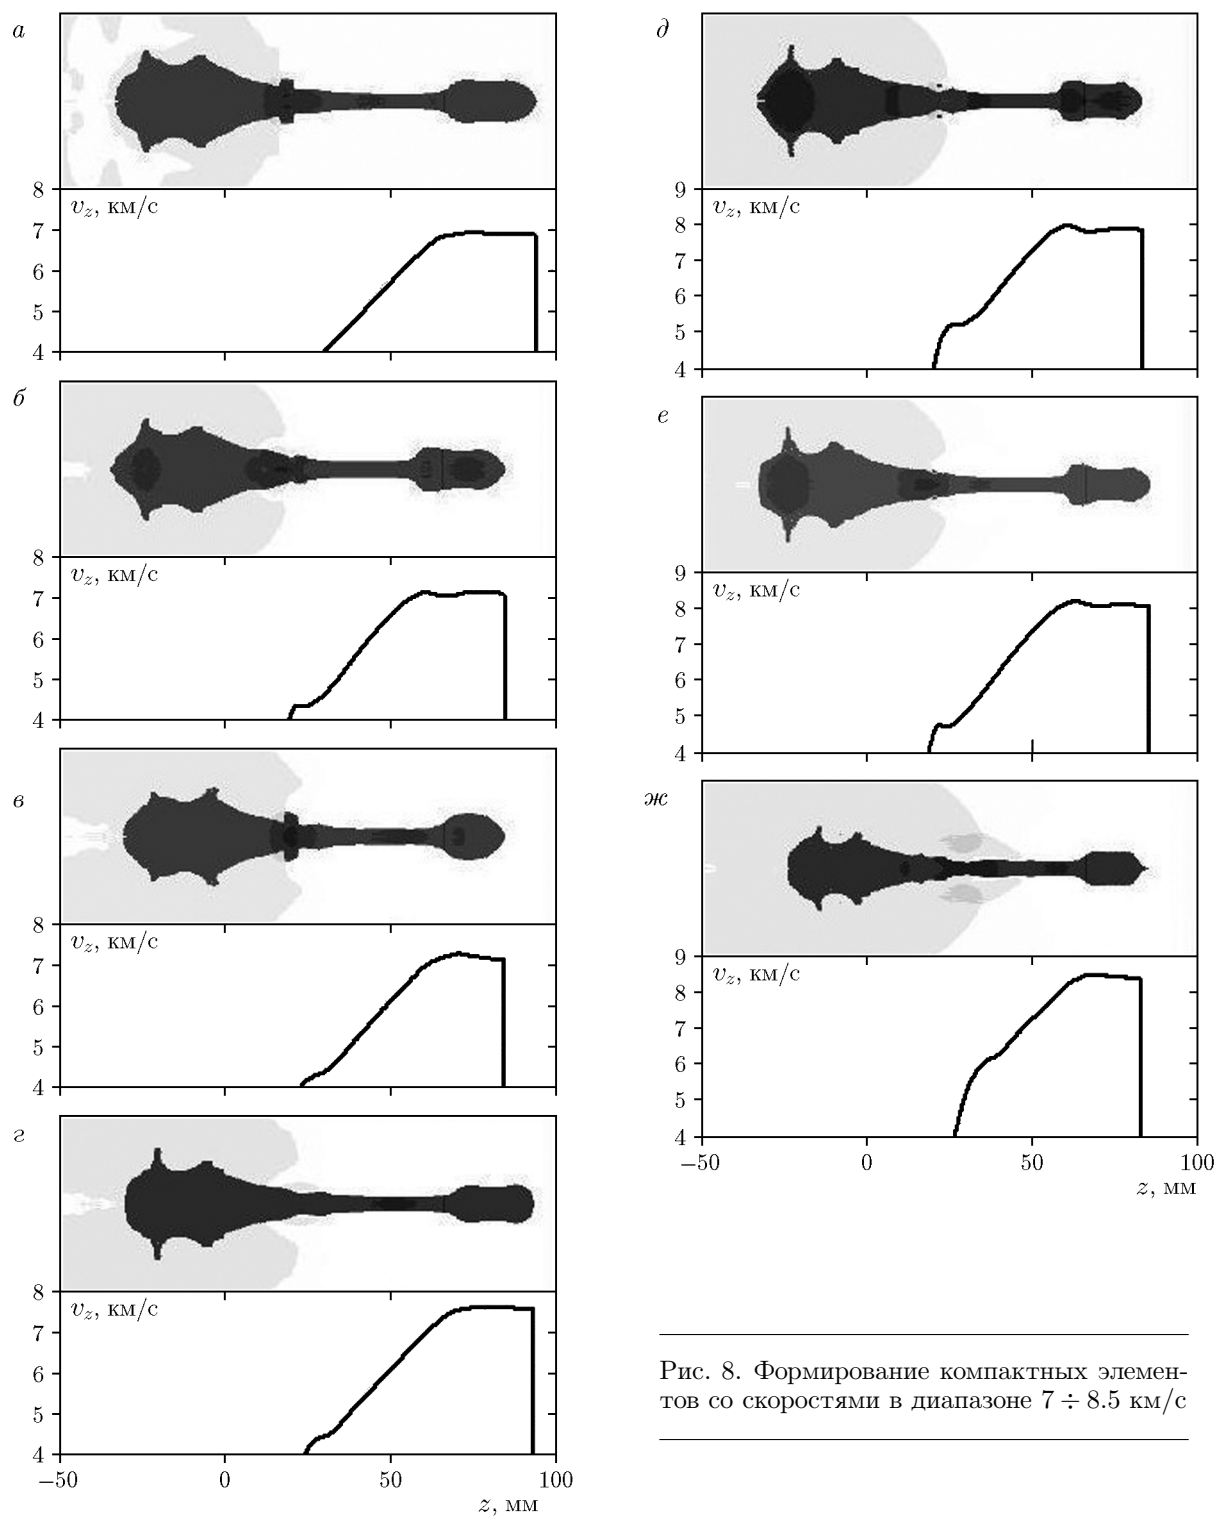 а
8
v_z, км/с
7
6
5
4
б
8
v_z, км/с
7
6
5
4
в
8
v_z, км/с
7
6
5
4
г
8
v_z, км/с
7
6
5
4
−50 0 50 100
z, мм
д
9
v_z, км/с
8
7
6
5
4
е
9
v_z, км/с
8
7
6
5
4
ж
9
v_z, км/с
8
7
6
5
4
−50 0 50 100
z, мм
Рис. 8. Формирование компактных элемен-
тов со скоростями в диапазоне 7 ÷ 8.5 км/с